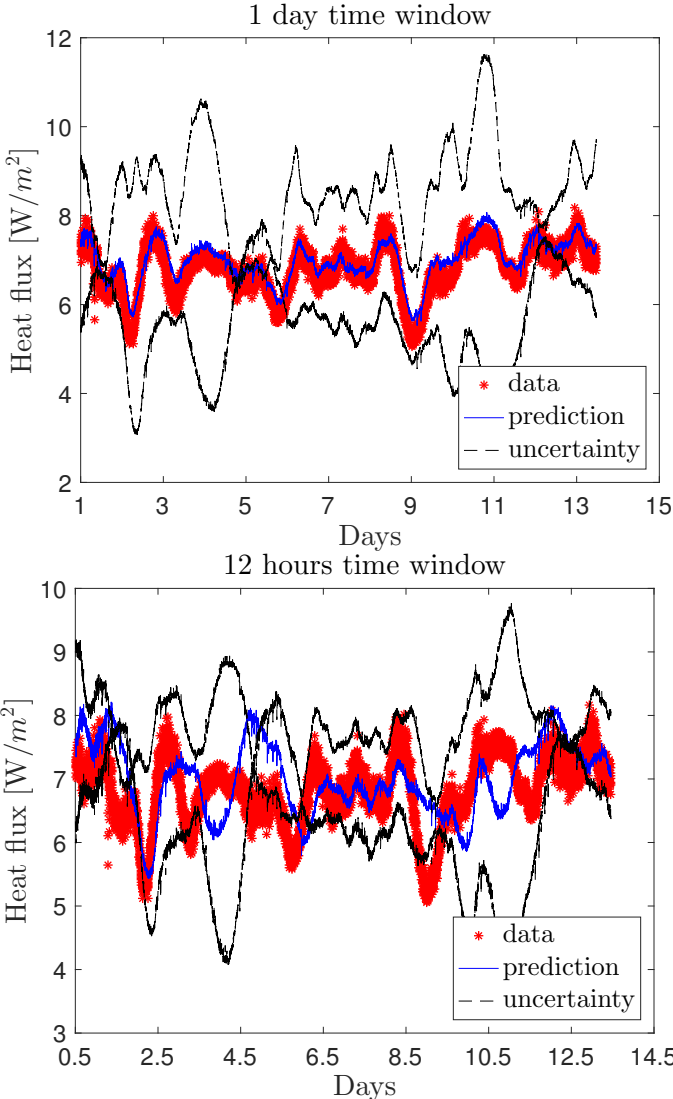 1 day time window
12
10
8
6
4
2
Heat flux [W/m²]
data
prediction
uncertainty
1 3 5 7 9 11 13 15
Days
12 hours time window
10
9
8
7
6
5
4
3
Heat flux [W/m²]
data
prediction
uncertainty
0.5 2.5 4.5 6.5 8.5 10.5 12.5 14.5
Days